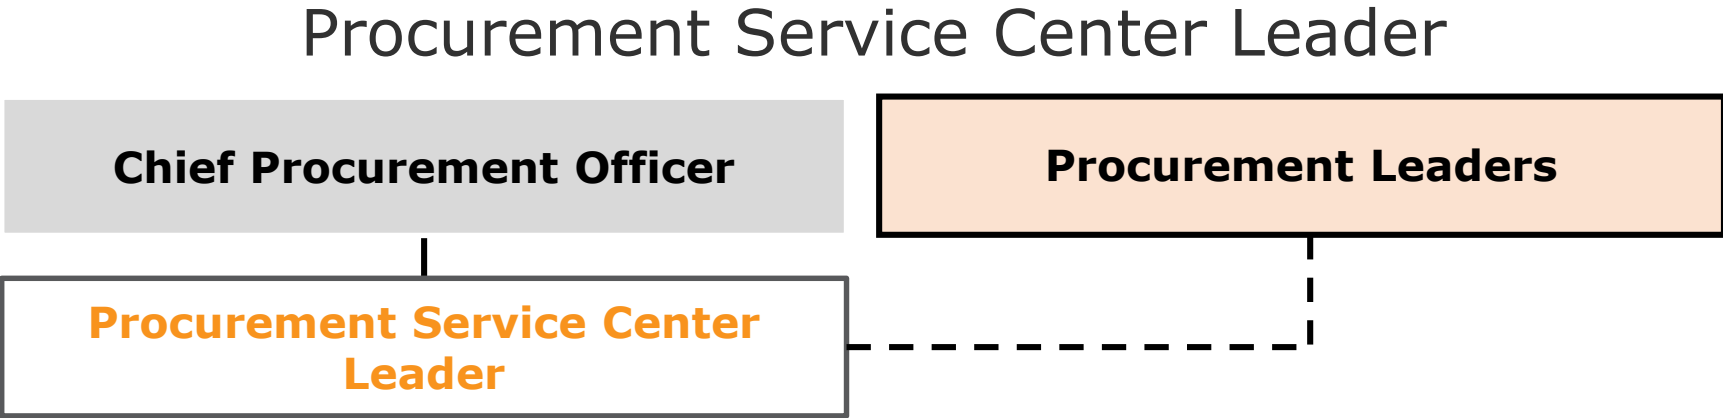 Procurement Service Center Leader
Chief Procurement Officer
Procurement Leaders
Procurement Service Center
Leader